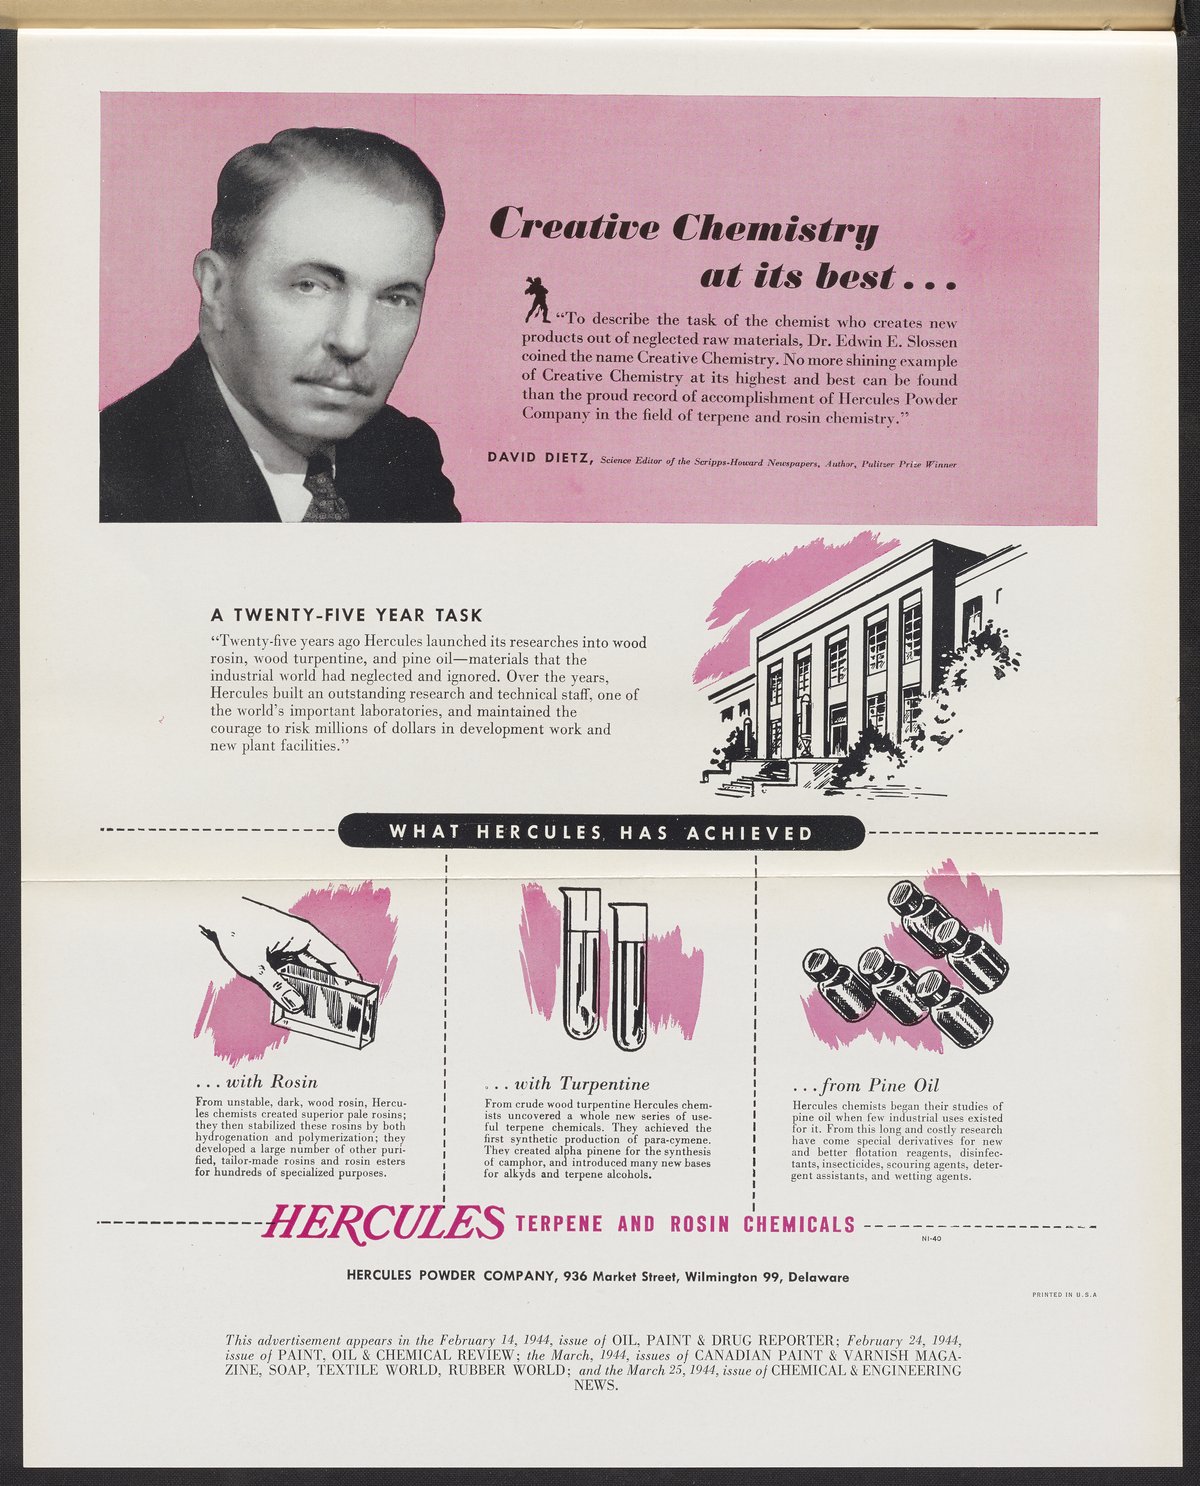 Creative Chemistry
at its best...
“To describe the task of the chemist who creates new
products out of neglected raw materials, Dr. Edwin E. Slossen
coined the name Creative Chemistry. No more shining example
of Creative Chemistry at its highest and best can be found
than the proud record of accomplishment of Hercules Powder
Company in the field of terpene and rosin chemistry.”
DAVID DIETZ, Science Editor of the Scripps-Howard Newspapers, Author, Pulitzer Prize Winner
A TWENTY-FIVE YEAR TASK
“Twenty-five years ago Hercules launched its researches into wood
rosin, wood turpentine, and pine oil—materials that the
industrial world had neglected and ignored. Over the years,
Hercules built an outstanding research and technical staff, one of
the world’s important laboratories, and maintained the
courage to risk millions of dollars in development work and
new plant facilities.”
WHAT HERCULES HAS ACHIEVED
...with Rosin
From unstable, dark, wood rosin, Hercu-
les chemists created superior pale rosins;
they then stabilized these rosins by both
hydrogenation and polymerization; they
developed a large number of other puri-
fied, tailor-made rosins and rosin esters
for hundreds of specialized purposes.
...with Turpentine
From crude wood turpentine Hercules chem-
ists uncovered a whole new series of use-
ful terpene chemicals. They achieved the
first synthetic production of para-cymene.
They created alpha pinene for the synthesis
of camphor, and introduced many new bases
for alkyds and terpene alcohols.
...from Pine Oil
Hercules chemists began their studies of
pine oil when few industrial uses existed
for it. From this long and costly research
have come special derivatives for new
and better flotation reagents, disinfec-
tants, insecticides, scouring agents, deter-
gent assistants, and wetting agents.
HERCULES TERPENE AND ROSIN CHEMICALS
NI-40
HERCULES POWDER COMPANY, 936 Market Street, Wilmington 99, Delaware
PRINTED IN U.S.A
This advertisement appears in the February 14, 1944, issue of OIL, PAINT & DRUG REPORTER; February 24, 1944,
issue of PAINT, OIL & CHEMICAL REVIEW; the March, 1944, issues of CANADIAN PAINT & VARNISH MAGA-
ZINE, SOAP, TEXTILE WORLD, RUBBER WORLD; and the March 25, 1944, issue of CHEMICAL & ENGINEERING
NEWS.